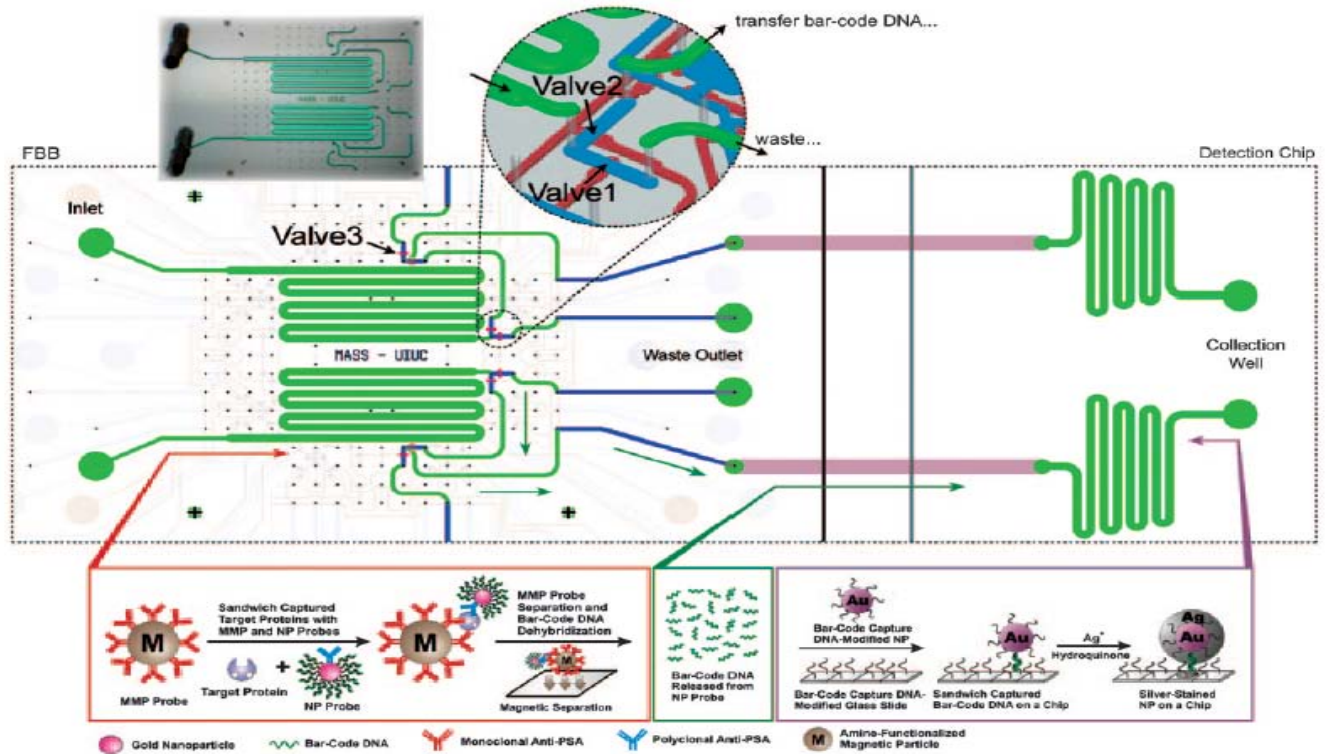 transfer bar-code DNA...
Valve2
waste...
Valve1
FBB
Detection Chip
Inlet
Valve3
MASS - UIUC
Waste Outlet
Collection
Well
MMP Probe
Sandwich Captured
Target Proteins with
MMP and NP Probes
Target Protein
NP Probe
M
+
M
MMP Probe
Separation and
Bar-Code DNA
Dehybridization
M
Magnetic Separation
Bar-Code DNA
Released from
NP Probe
Au
Bar-Code Capture
DNA-Modified NP
Bar-Code Capture DNA-
Modified Glass Slide
Au
Sandwich Captured
Bar-Code DNA on a Chip
Ag+
Hydroquinone
Ag
Au
Silver-Stained
NP on a Chip
Gold Nanoparticle
Bar-Code DNA
Monoclonal Anti-PSA
Polyclonal Anti-PSA
M
Amine-Functionalized
Magnetic Particle